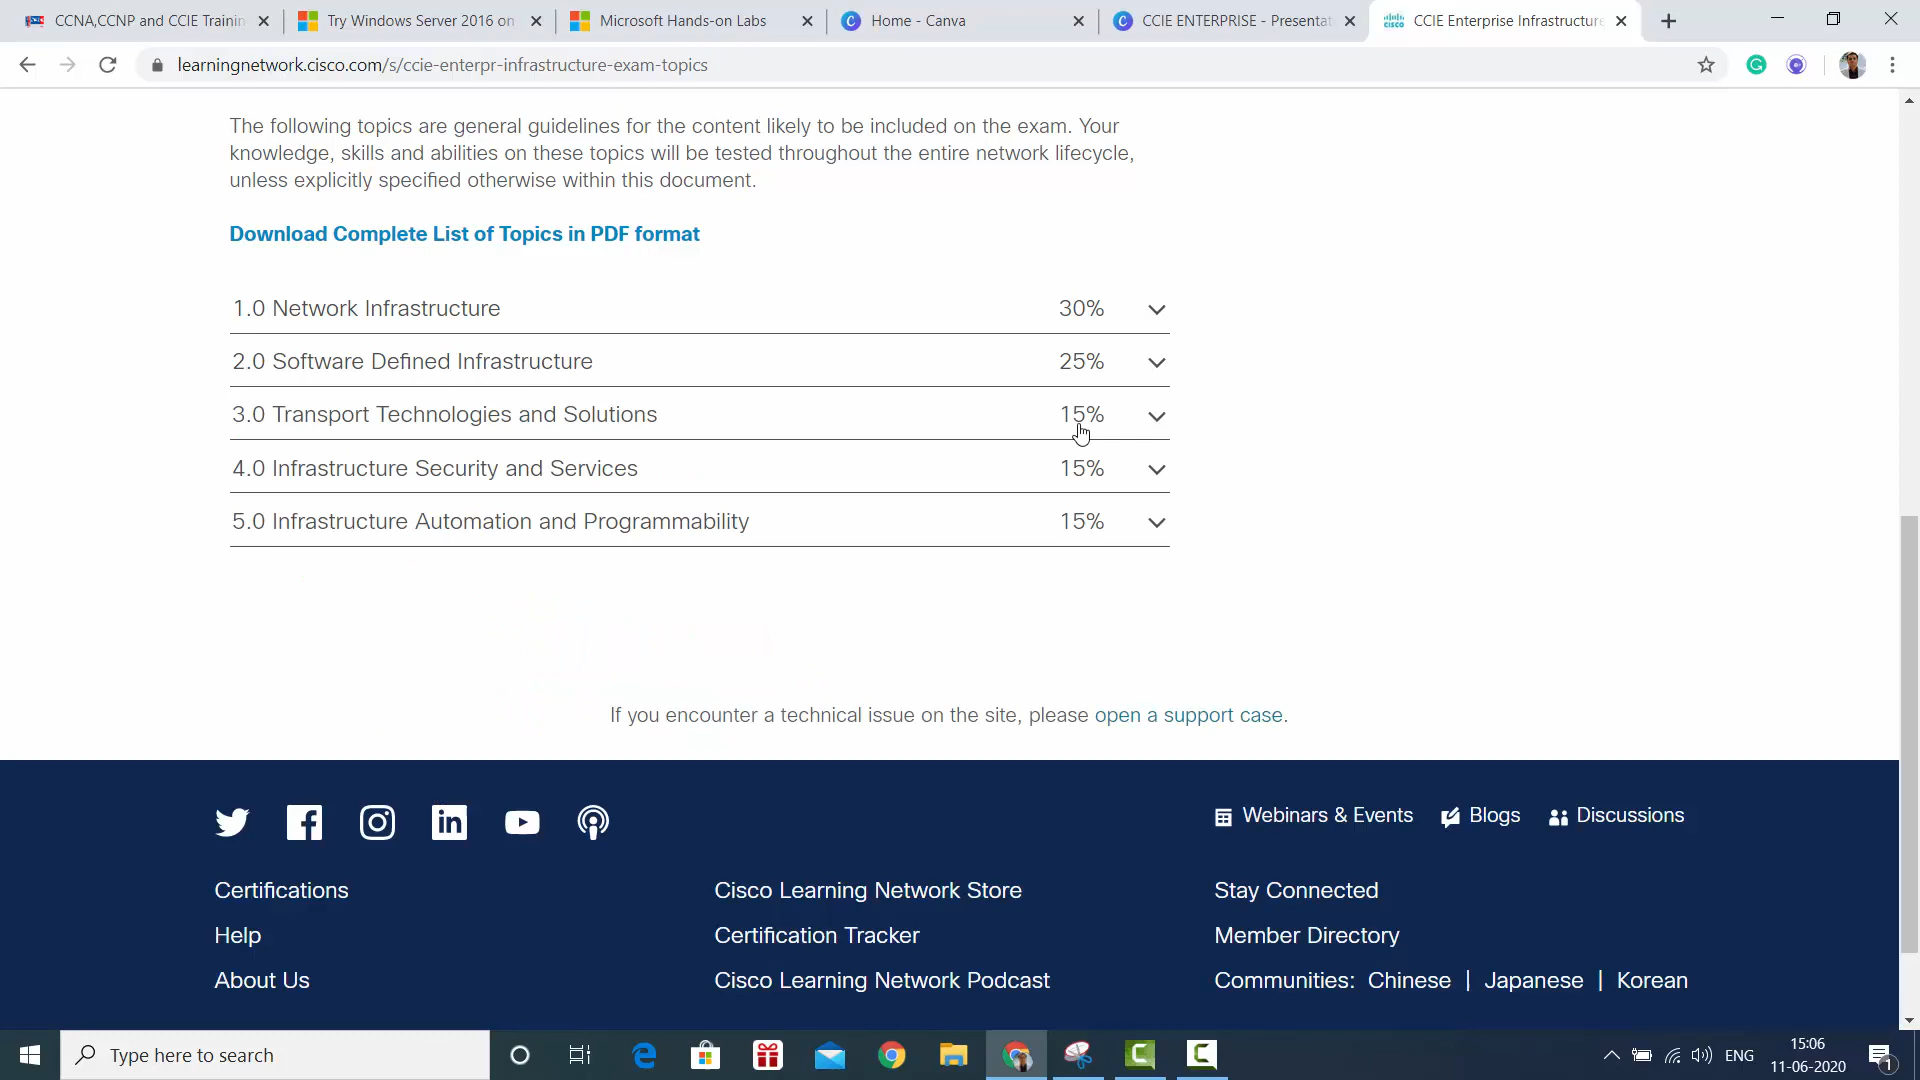 CCNA,CCNP and CCIE Trainin
Try Windows Server 2016 on
Microsoft Hands-on Labs
Home - Canva
CCIE ENTERPRISE - Presentat
CCIE Enterprise Infrastructure
learningnetwork.cisco.com/s/ccie-enterpr-infrastructure-exam-topics
The following topics are general guidelines for the content likely to be included on the exam. Your
knowledge, skills and abilities on these topics will be tested throughout the entire network lifecycle,
unless explicitly specified otherwise within this document.
Download Complete List of Topics in PDF format
1.0 Network Infrastructure 30%
2.0 Software Defined Infrastructure 25%
3.0 Transport Technologies and Solutions 15%
4.0 Infrastructure Security and Services 15%
5.0 Infrastructure Automation and Programmability 15%
If you encounter a technical issue on the site, please open a support case.
Webinars & Events Blogs Discussions
Certifications Cisco Learning Network Store Stay Connected
Help Certification Tracker Member Directory
About Us Cisco Learning Network Podcast Communities: Chinese | Japanese | Korean
Type here to search
ENG
15:06
11-06-2020
1